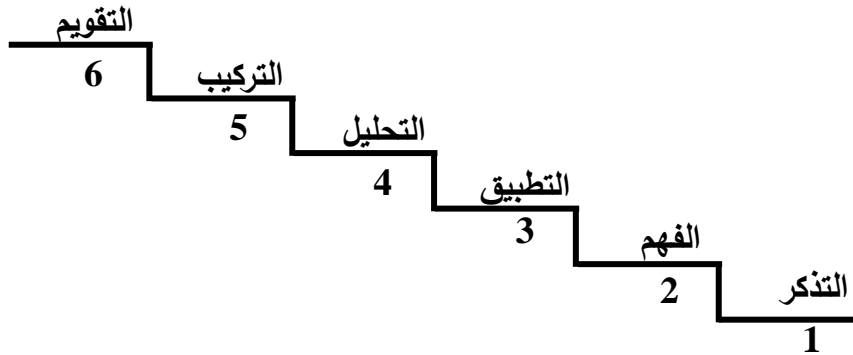 التقويم
6
التركيب
5
التحليل
4
التطبيق
3
الفهم
2
التذكر
1